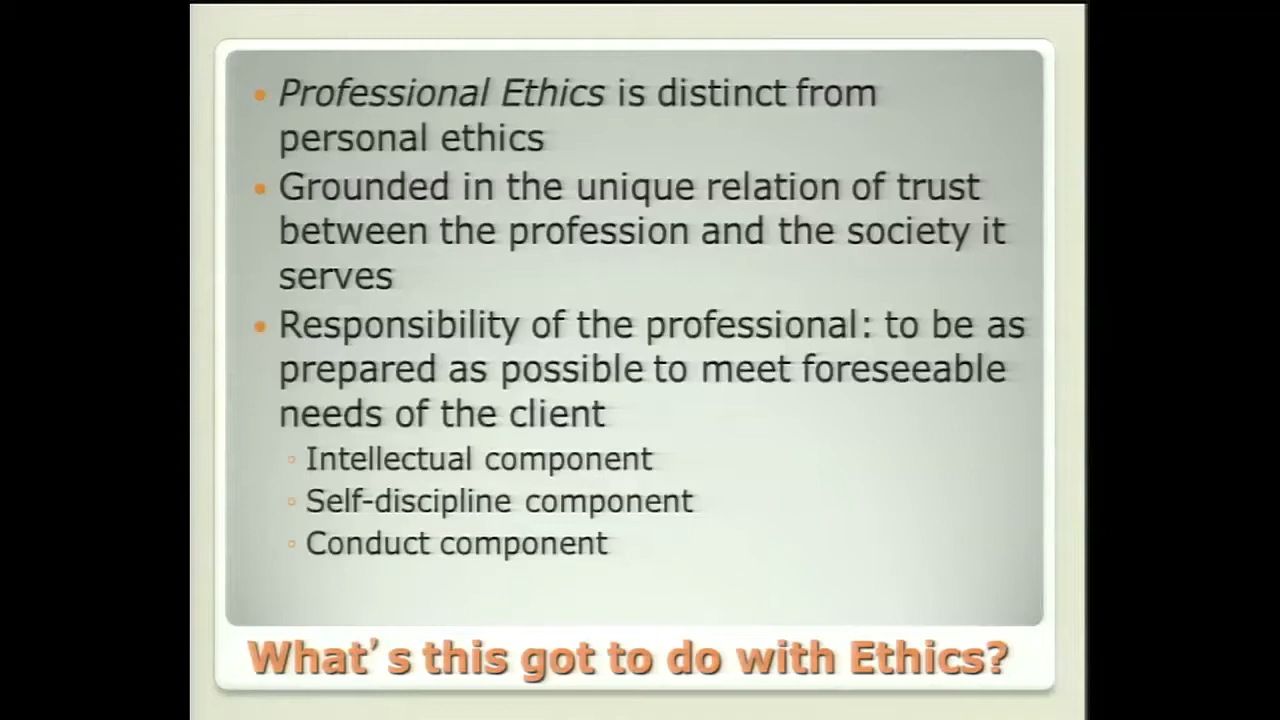 • Professional Ethics is distinct from
personal ethics
• Grounded in the unique relation of trust
between the profession and the society it
serves
• Responsibility of the professional: to be as
prepared as possible to meet foreseeable
needs of the client
◦ Intellectual component
◦ Self-discipline component
◦ Conduct component
What's this got to do with Ethics?